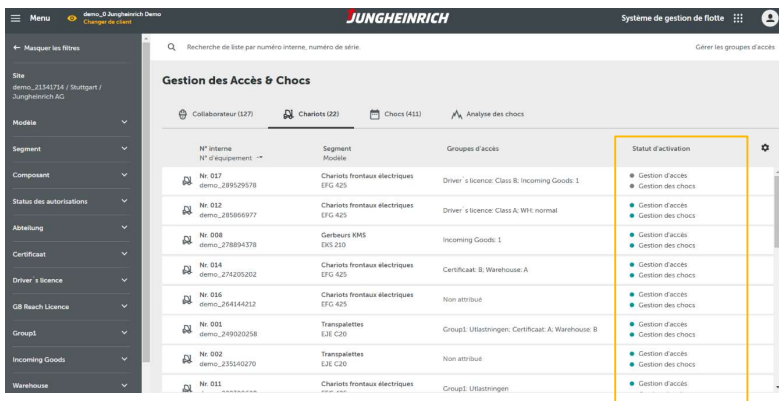 Menu
demo_0 Jungheinrich Demo
Changer de client
JUNGHEINRICH
Système de gestion de flotte
← Masquer les filtres
Site
demo_21341714 / Stuttgart /
Jungheinrich AG
Modèle
Segment
Composant
Status des autorisations
Abteilung
Certificaat
Driver´s licence
GB Reach Licence
Group1
Incoming Goods
Warehouse
Recherche de liste par numéro interne, numéro de série.
Gérer les groupes d'accès
Gestion des Accès & Chocs
Collaborateur (127)
Chariots (22)
Chocs (411)
Analyse des chocs
N° interne
N° d'équipement
Segment
Modèle
Groupes d'accès
Statut d'activation
Nr. 017
demo_289529578
Chariots frontaux électriques
EFG 425
Driver´s licence: Class B; Incoming Goods: 1
Gestion d'accès
Gestion des chocs
Nr. 012
demo_285866977
Chariots frontaux électriques
EFG 425
Driver´s licence: Class A; WH: normal
Gestion d'accès
Gestion des chocs
Nr. 008
demo_278894378
Gerbeurs KMS
EKS 210
Incoming Goods: 1
Gestion d'accès
Gestion des chocs
Nr. 014
demo_274205202
Chariots frontaux électriques
EFG 425
Certificaat: B; Warehouse: A
Gestion d'accès
Gestion des chocs
Nr. 016
demo_264144212
Chariots frontaux électriques
EFG 425
Non attribué
Gestion d'accès
Gestion des chocs
Nr. 001
demo_249020258
Transpalettes
EJE C20
Group1: Utlastningen; Certificaat: A; Warehouse: B
Gestion d'accès
Gestion des chocs
Nr. 002
demo_235140270
Transpalettes
EJE C20
Non attribué
Gestion d'accès
Gestion des chocs
Nr. 011
Chariots frontaux électriques
Group1: Utlastningen
Gestion d'accès